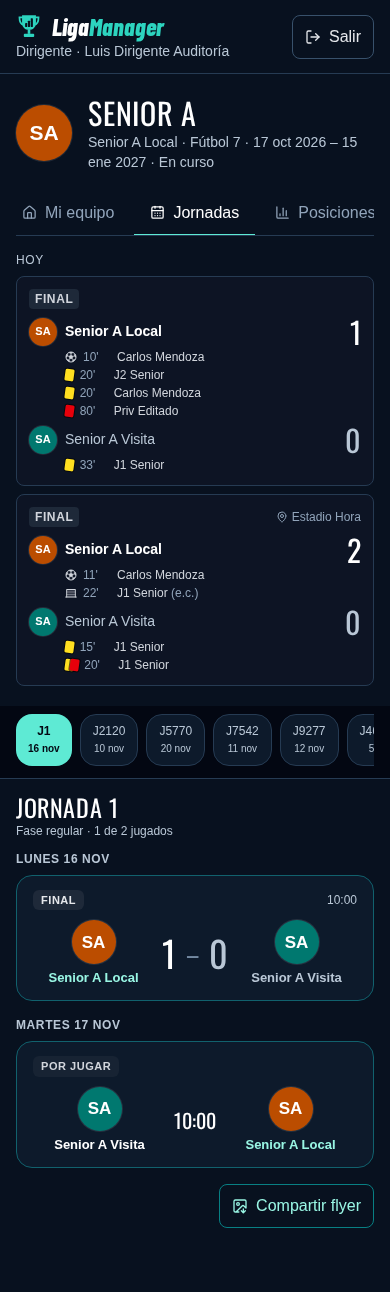 LigaManager
Dirigente · Luis Dirigente Auditoría
Salir
SA
SENIOR A
Senior A Local · Fútbol 7 · 17 oct 2026 – 15
ene 2027 · En curso
Mi equipo
Jornadas
Posiciones
HOY
FINAL
SA Senior A Local 1
10' Carlos Mendoza
20' J2 Senior
20' Carlos Mendoza
80' Priv Editado
SA Senior A Visita 0
33' J1 Senior
FINAL Estadio Hora
SA Senior A Local 2
11' Carlos Mendoza
22' J1 Senior (e.c.)
SA Senior A Visita 0
15' J1 Senior
20' J1 Senior
J1 J2120 J5770 J7542 J9277
16 nov 10 nov 20 nov 11 nov 12 nov
JORNADA 1
Fase regular · 1 de 2 jugados
LUNES 16 NOV
FINAL 10:00
SA 1 – 0 SA
Senior A Local Senior A Visita
MARTES 17 NOV
POR JUGAR
SA 10:00 SA
Senior A Visita Senior A Local
Compartir flyer